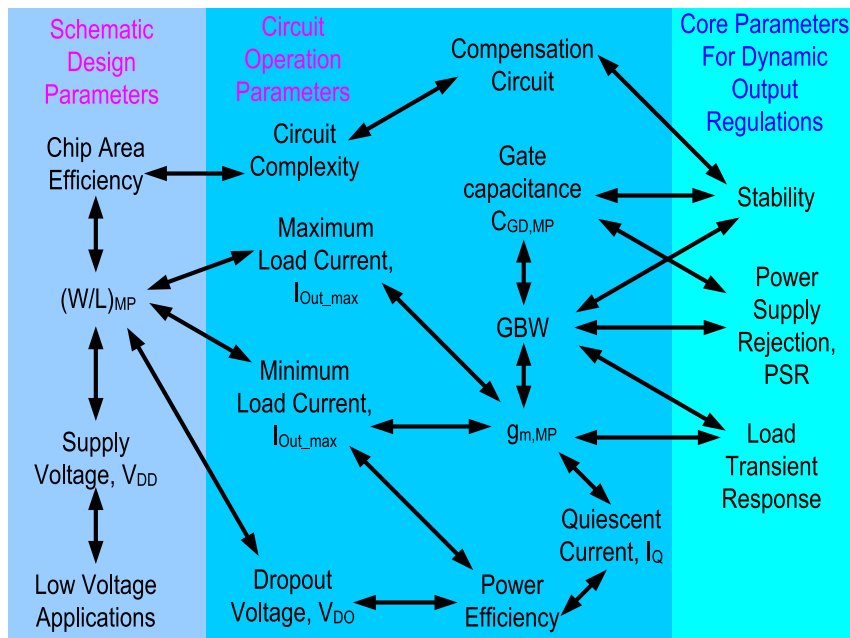 Schematic
Design
Parameters
Circuit
Operation
Parameters
Core Parameters
For Dynamic
Output
Regulations
Chip Area
Efficiency
(W/L)MP
Supply
Voltage, VDD
Low Voltage
Applications
Circuit
Complexity
Maximum
Load Current,
IOut_max
Minimum
Load Current,
IOut_max
Dropout
Voltage, VDO
Compensation
Circuit
Gate
capacitance
CGD,MP
GBW
gm,MP
Quiescent
Current, IQ
Power
Efficiency
Stability
Power
Supply
Rejection,
PSR
Load
Transient
Response